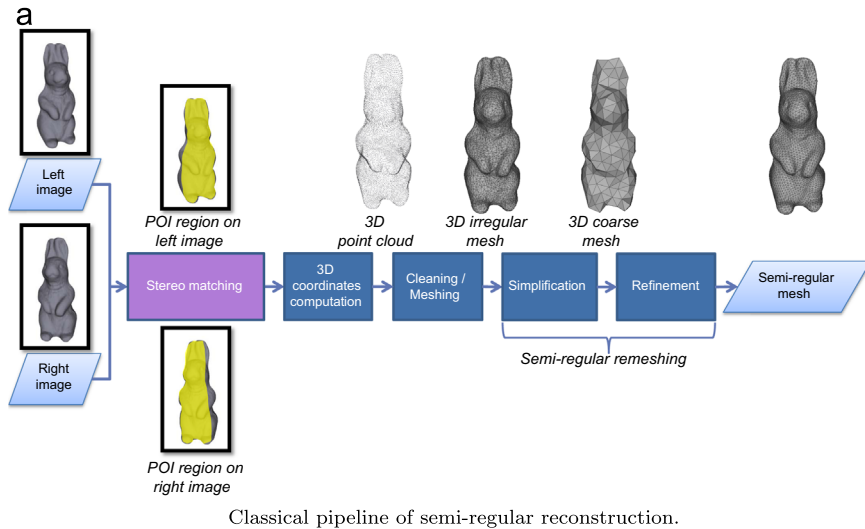 a
Left
image
POI region on
left image
3D
point cloud
3D irregular
mesh
3D coarse
mesh
Stereo matching
3D
coordinates
computation
Cleaning /
Meshing
Simplification
Refinement
Semi-regular
mesh
Semi-regular remeshing
Right
image
POI region on
right image
Classical pipeline of semi-regular reconstruction.